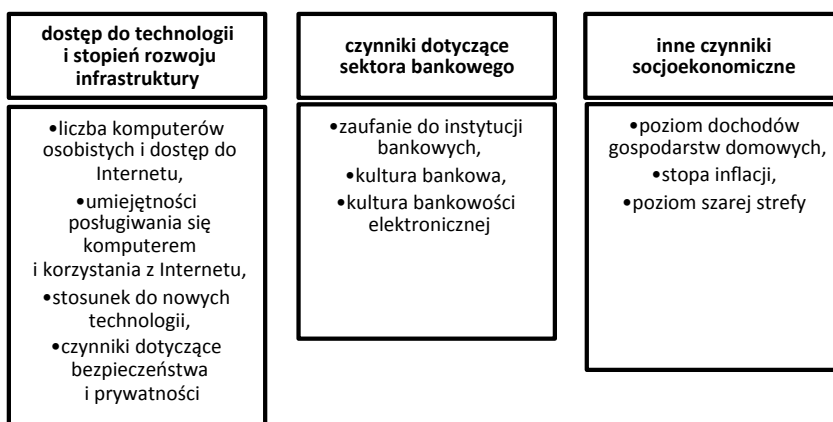 dostęp do technologii
i stopień rozwoju
infrastruktury
•liczba komputerów
osobistych i dostęp do
Internetu,
•umiejętności
posługiwania się
komputerem
i korzystania z Internetu,
•stosunek do nowych
technologii,
•czynniki dotyczące
bezpieczeństwa
i prywatności
czynniki dotyczące
sektora bankowego
•zaufanie do instytucji
bankowych,
•kultura bankowa,
•kultura bankowości
elektronicznej
inne czynniki
socjoekonomiczne
•poziom dochodów
gospodarstw domowych,
•stopa inflacji,
•poziom szarej strefy